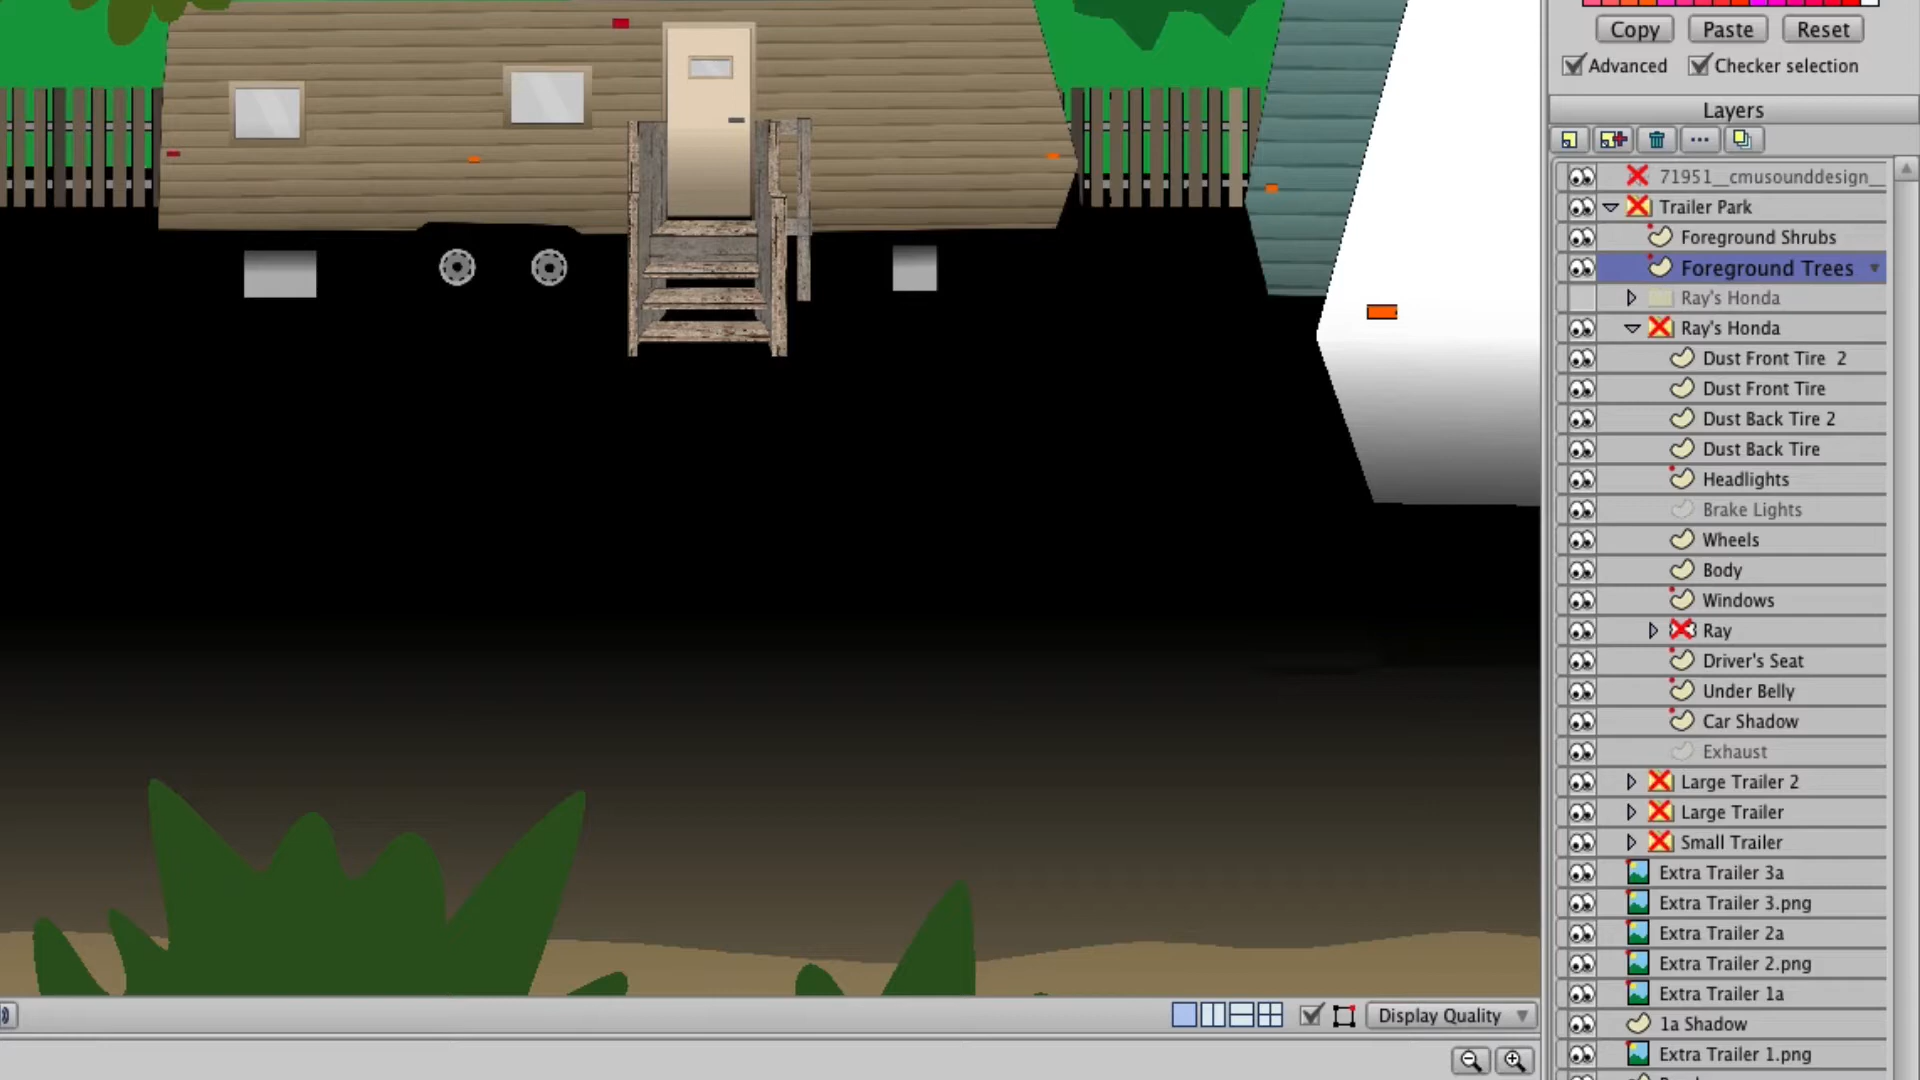 Copy Paste Reset
Advanced Checker selection
Layers
71951__cmusounddesign__
Trailer Park
Foreground Shrubs
Foreground Trees
Ray's Honda
Ray's Honda
Dust Front Tire 2
Dust Front Tire
Dust Back Tire 2
Dust Back Tire
Headlights
Brake Lights
Wheels
Body
Windows
Ray
Driver's Seat
Under Belly
Car Shadow
Exhaust
Large Trailer 2
Large Trailer
Small Trailer
Extra Trailer 3a
Extra Trailer 3.png
Extra Trailer 2a
Extra Trailer 2.png
Extra Trailer 1a
Display Quality
1a Shadow
Extra Trailer 1.png